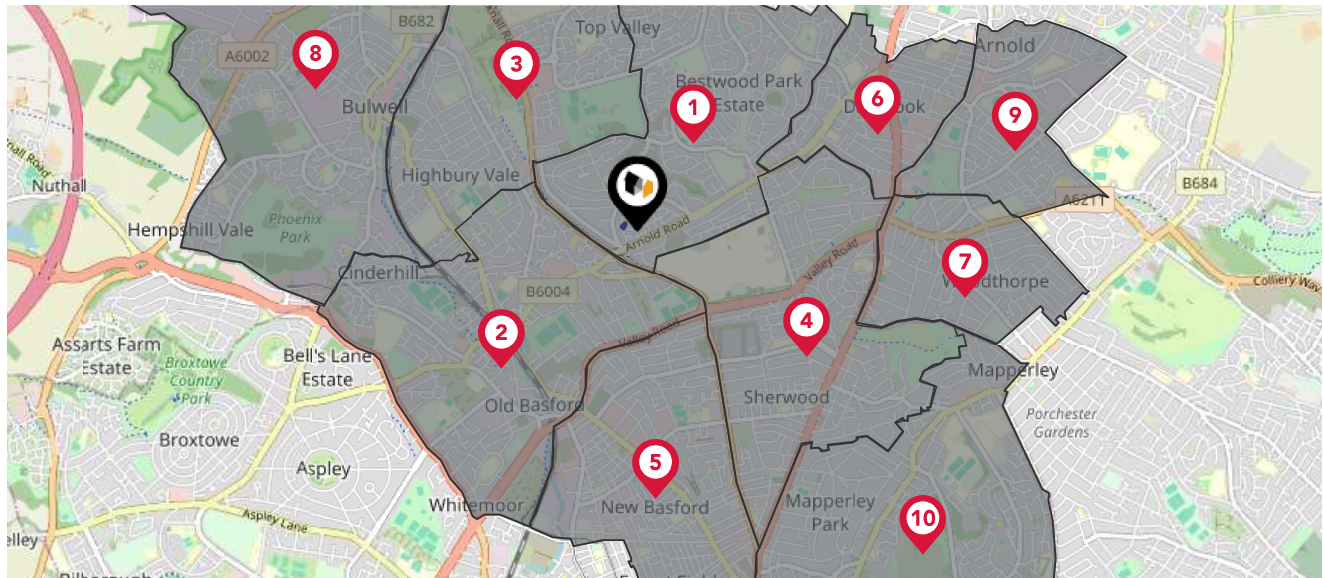 B682
Top Valley
Arnold
A6002
8
3
Bestwood Park
Estate
1
6
9
Bulwell
Highbury Vale
Nuthall
B684
A6211
Phoenix
Park
Hempshill Vale
Arnold Road
Cinderhill
Valley Road
7
Colliery Way
B6004
2
4
Valley Road
Assarts Farm
Estate
Bell's Lane
Estate
Broxtowe
Country
Park
Mapperley
Sherwood
Old Basford
Porchester
Gardens
Broxtowe
Aspley
5
Whitemoor
New Basford
Mapperley
Park
10
Aspley Lane